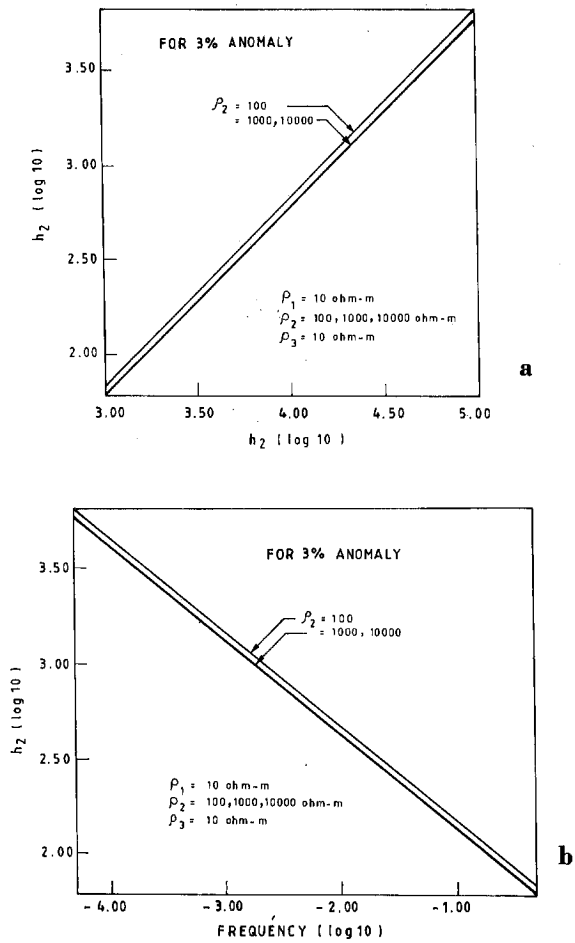 FOR 3% ANOMALY
3.50
3.00
2.50
2.00
h2 (log 10)
ρ2 = 100
= 1000, 10000
ρ1 = 10 ohm-m
ρ2 = 100, 1000, 10000 ohm-m
ρ3 = 10 ohm-m
3.00 3.50 4.00 4.50 5.00
h2 (log 10)
a
FOR 3% ANOMALY
3.50
3.00
2.50
2.00
h2 (log 10)
ρ2 = 100
= 1000, 10000
ρ1 = 10 ohm-m
ρ2 = 100, 1000, 10000 ohm-m
ρ3 = 10 ohm-m
-4.00 -3.00 -2.00 -1.00
FREQUENCY (log 10)
b